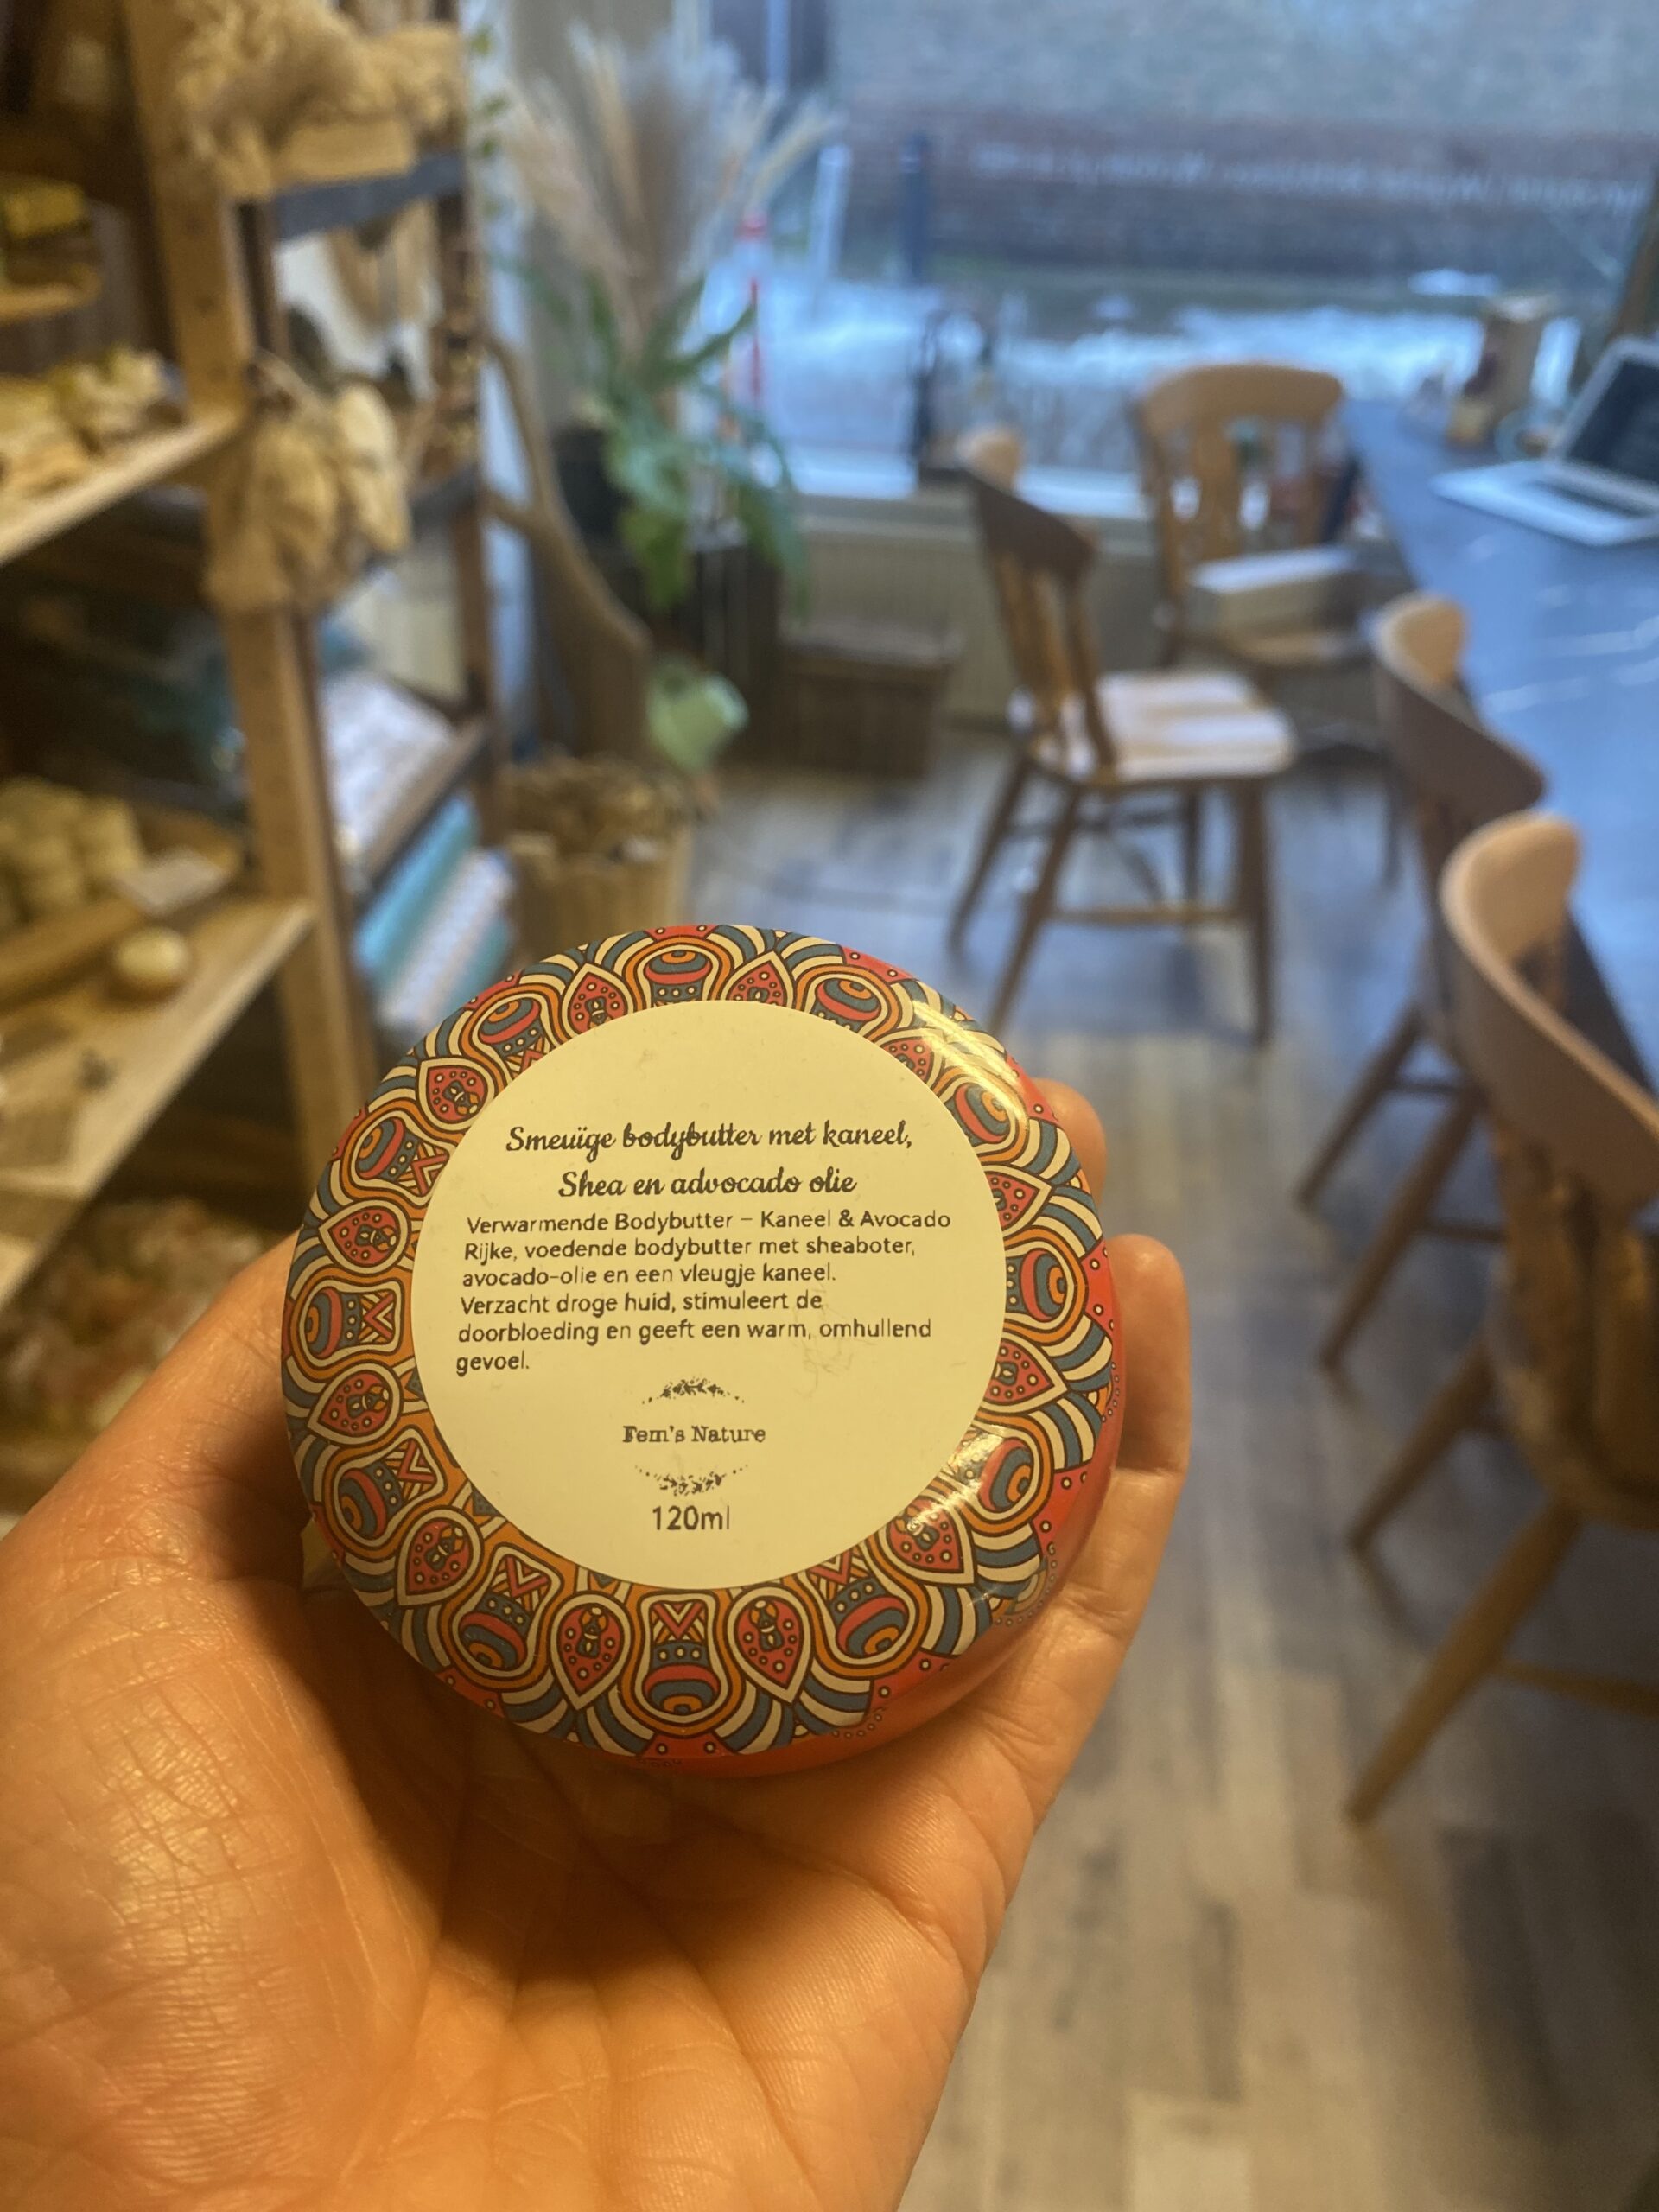 Smeuïge bodybutter met kaneel,
Shea en advocado olie
Verwarmende Bodybutter – Kaneel & Avocado
Rijke, voedende bodybutter met sheaboter,
avocado-olie en een vleugje kaneel.
Verzacht droge huid, stimuleert de
doorbloeding en geeft een warm, omhullend
gevoel.
Fem's Nature
120ml